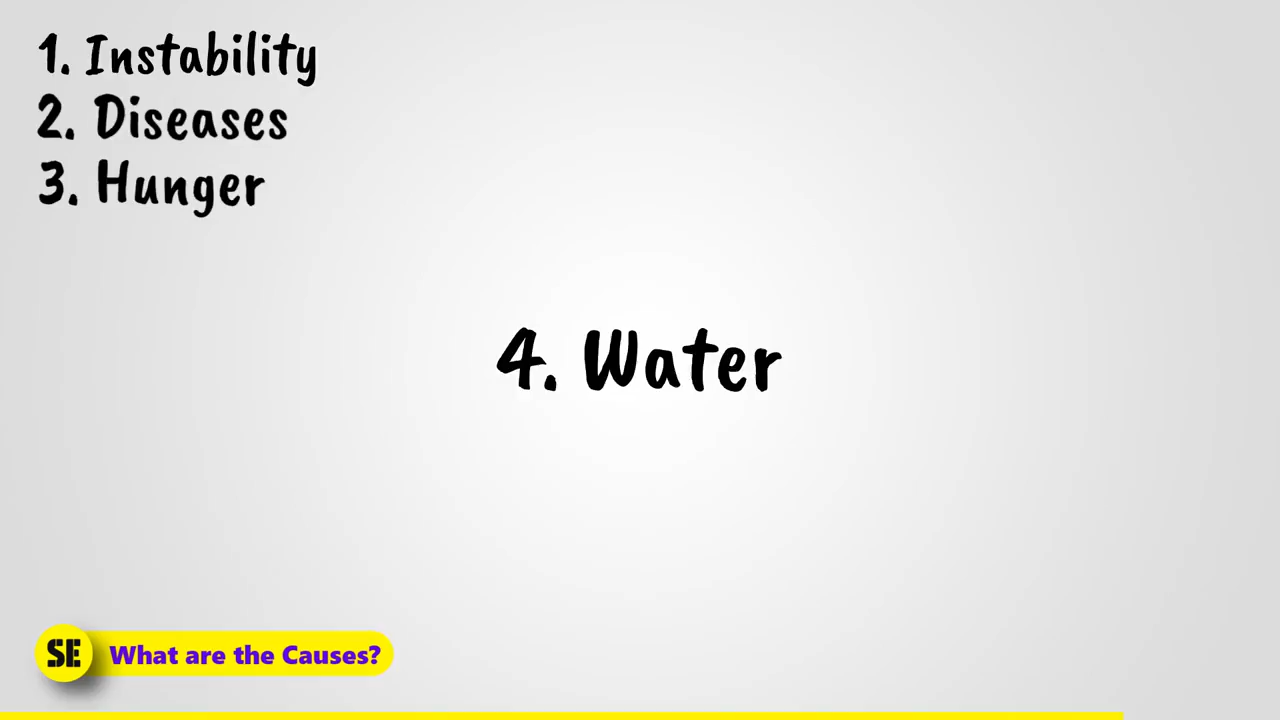 1. Instability
2. Diseases
3. Hunger
4. Water
SE What are the Causes?